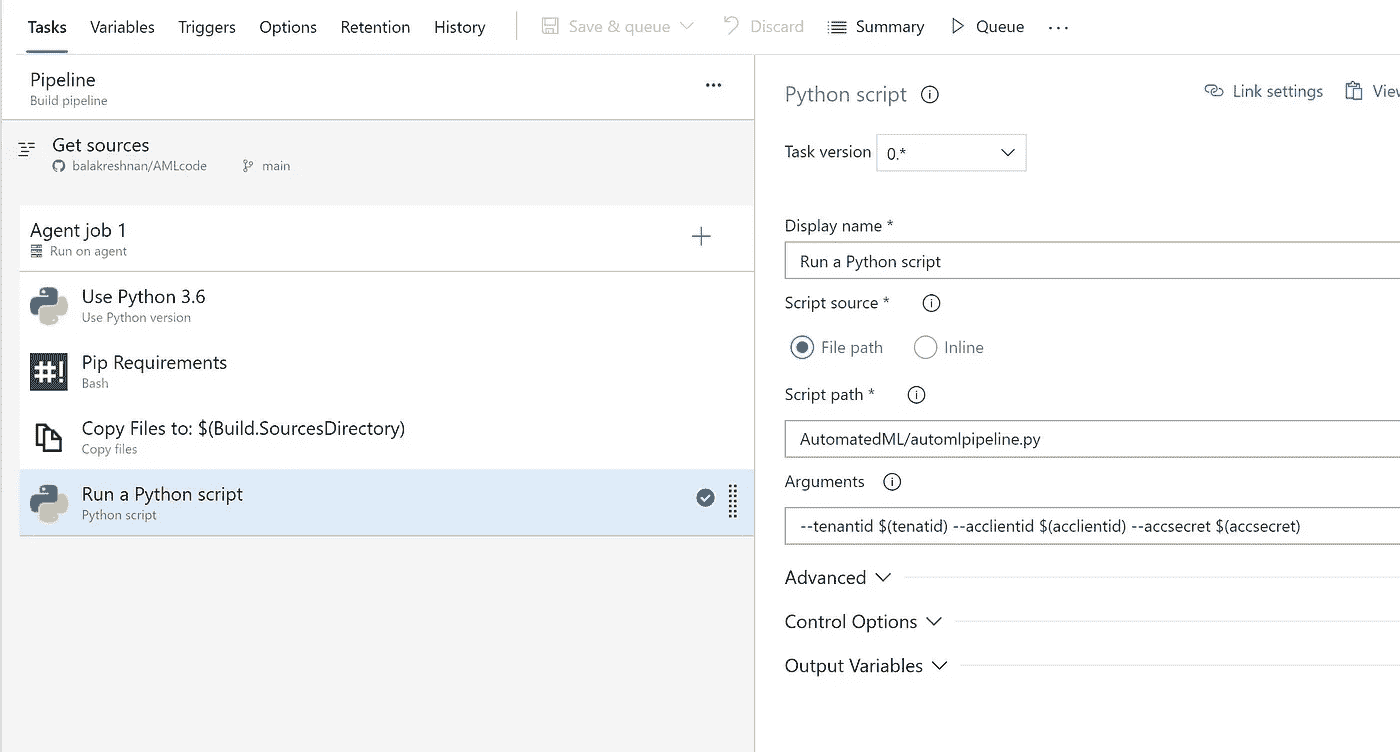 Tasks Variables Triggers Options Retention History Save & queue Discard Summary Queue ...
Pipeline
Build pipeline
Get sources
balakreshnan/AMLcode main
Agent job 1
Run on agent
Use Python 3.6
Use Python version
#!
Pip Requirements
Bash
Copy Files to: $(Build.SourcesDirectory)
Copy files
Run a Python script
Python script
Python script Link settings View
Task version 0.*
Display name *
Run a Python script
Script source *
File path Inline
Script path *
AutomatedML/automlpipeline.py
Arguments
--tenantid $(tenatid) --acclientid $(acclientid) --accsecret $(accsecret)
Advanced
Control Options
Output Variables